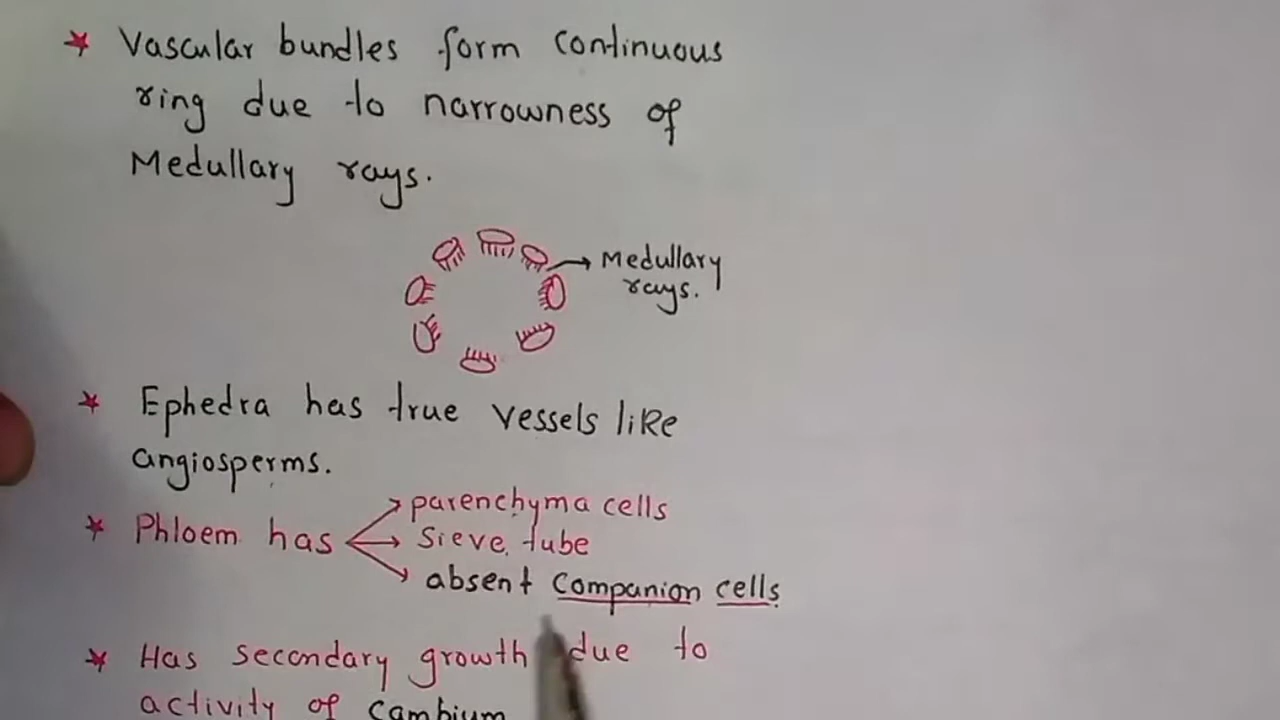 Vascular bundles form continuous
ring due to narrowness of
Medullary rays.
Medullary
rays.
Ephedra has true vessels like
angiosperms.
Phloem has
parenchyma cells
Sieve tube
absent Companion cells
Has secondary growth due to
activity of Cambium